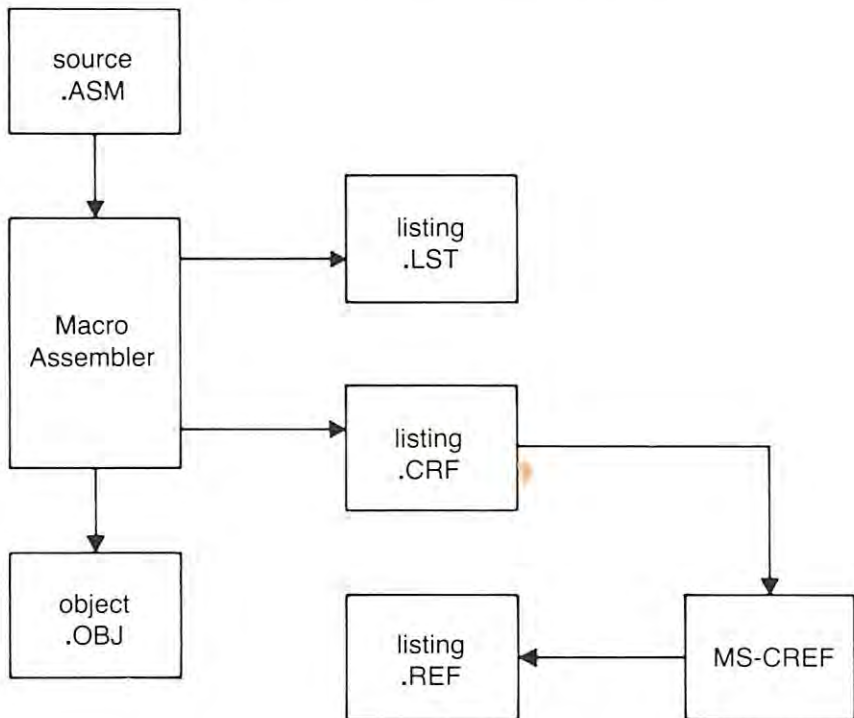 source
.ASM
listing
.LST
Macro
Assembler
listing
.CRF
object
.OBJ
listing
.REF
MS-CREF